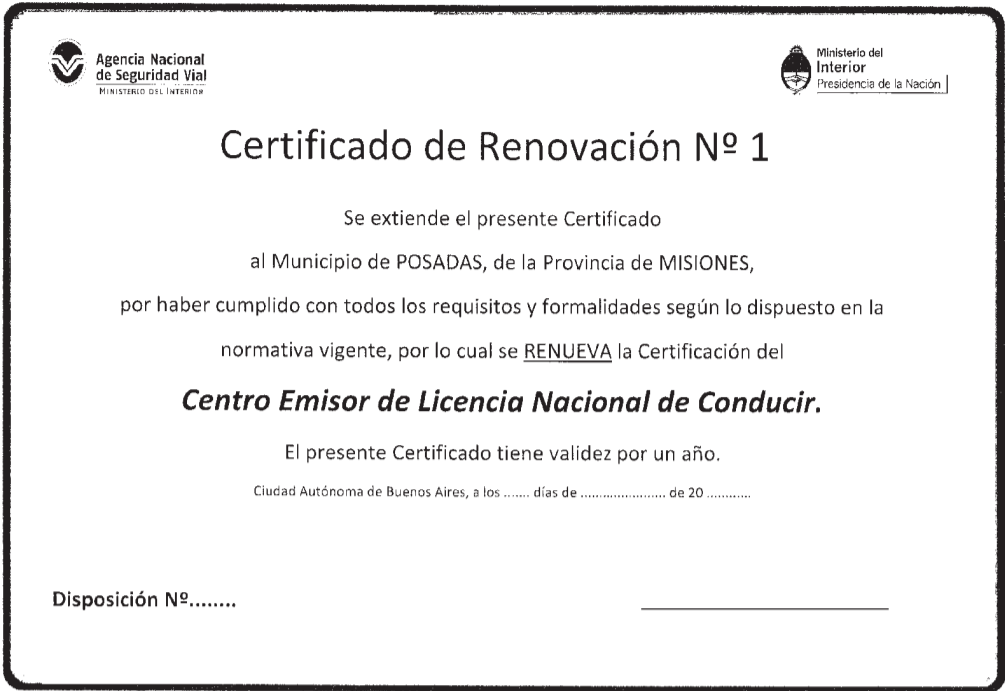 Agencia Nacional
de Seguridad Vial
MINISTERIO DEL INTERIOR
Ministerio del
Interior
Presidencia de la Nación
Certificado de Renovación Nº 1
Se extiende el presente Certificado
al Municipio de POSADAS, de la Provincia de MISIONES,
por haber cumplido con todos los requisitos y formalidades según lo dispuesto en la
normativa vigente, por lo cual se RENUEVA la Certificación del
Centro Emisor de Licencia Nacional de Conducir.
El presente Certificado tiene validez por un año.
Ciudad Autónoma de Buenos Aires, a los ....... días de ....................... de 20 ............
Disposición Nº........